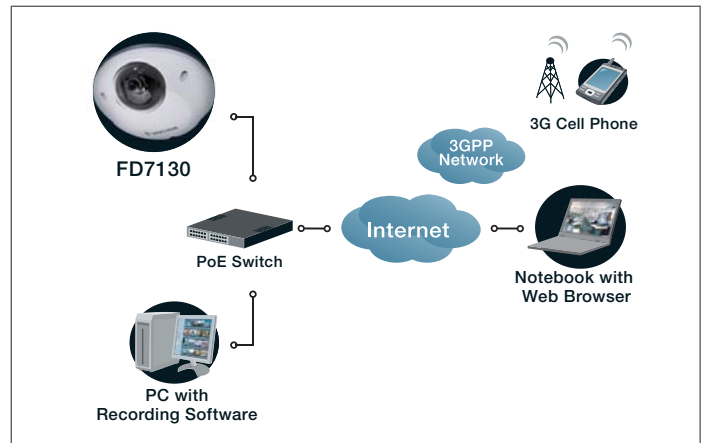 FD7130
3G Cell Phone
3GPP
Network
Internet
PoE Switch
Notebook with
Web Browser
PC with
Recording Software